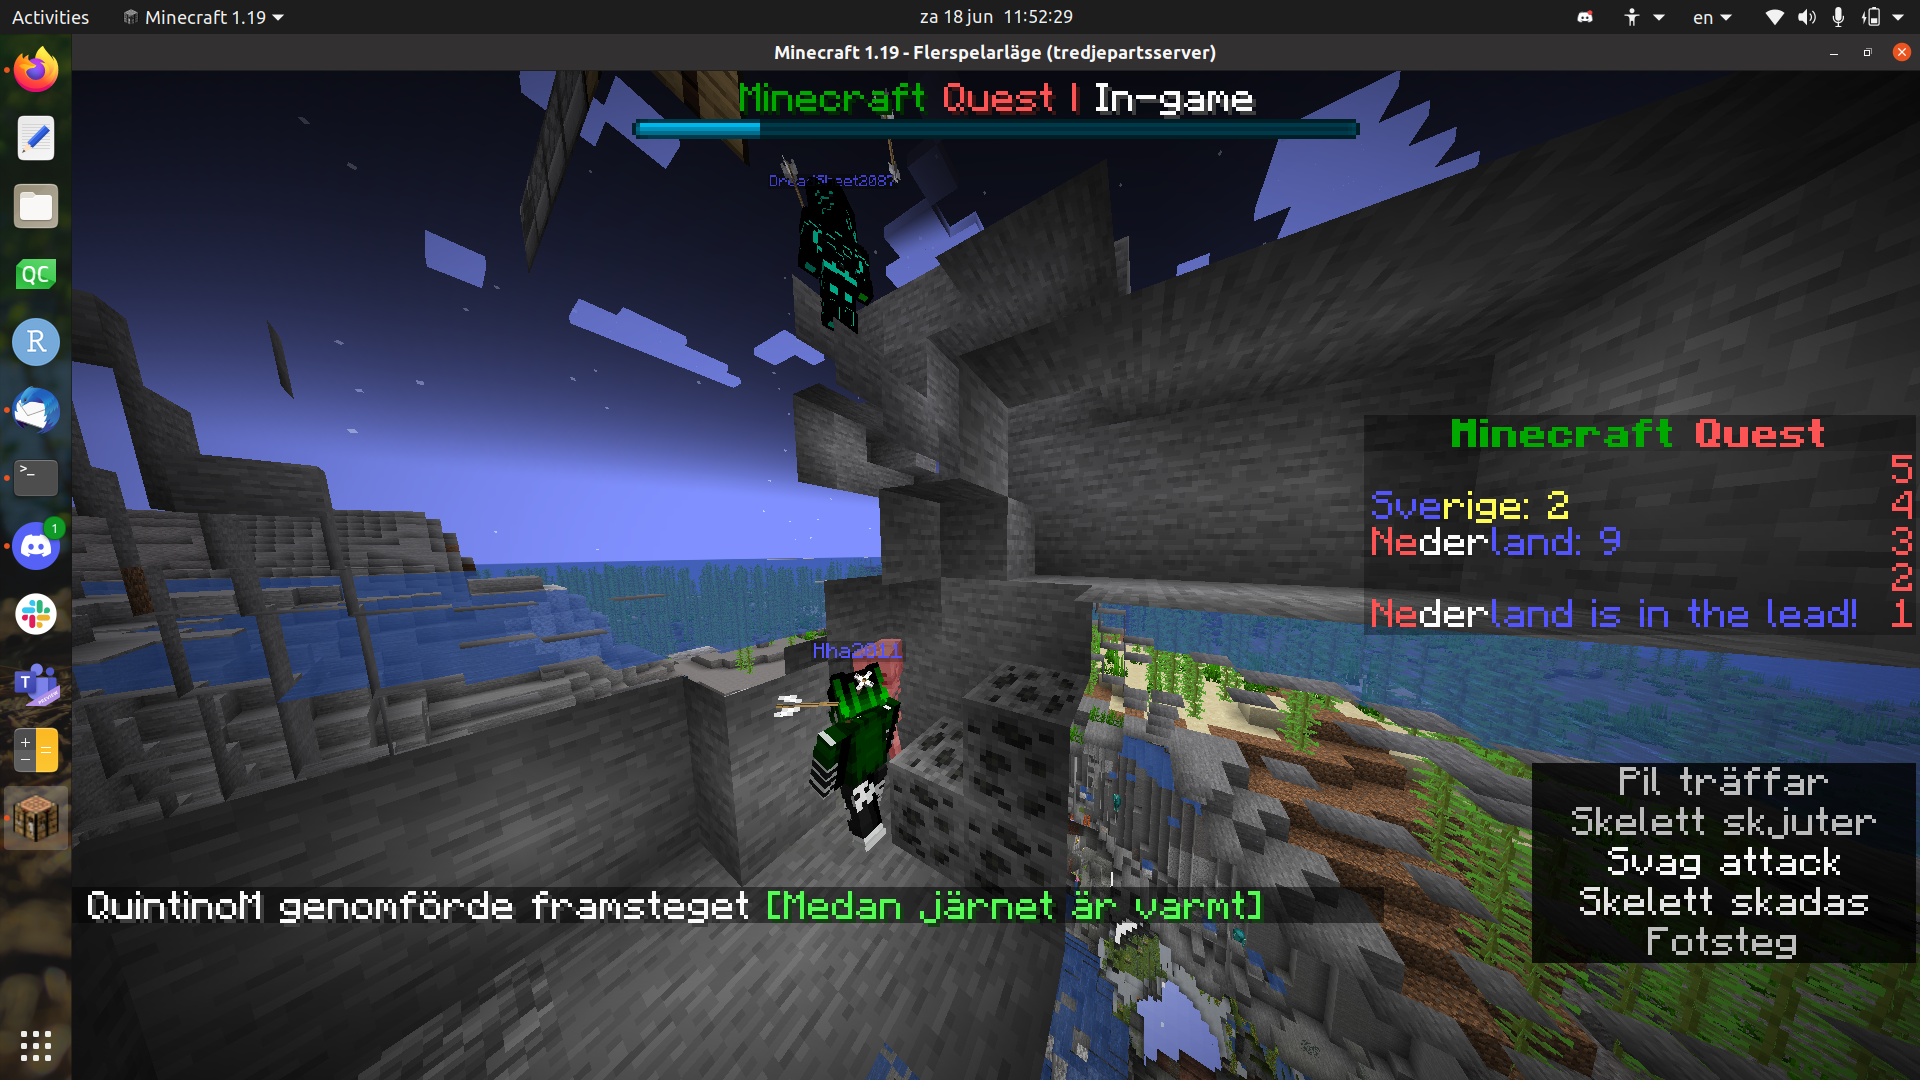 Activities
Minecraft 1.19
za 18 jun 11:52:29
en
Minecraft 1.19 - Flerspelarläge (tredjepartsserver)
Minecraft Quest | In-game
QC
R
>_
1
T
Minecraft Quest
5
Sverige: 2 4
Nederland: 9 3
2
Nederland is in the lead! 1
Hha2011
Pil träffar
Skelett skjuter
Svag attack
Skelett skadas
Fotsteg
QuintinoM genomförde framsteget [Medan järnet är varmt]